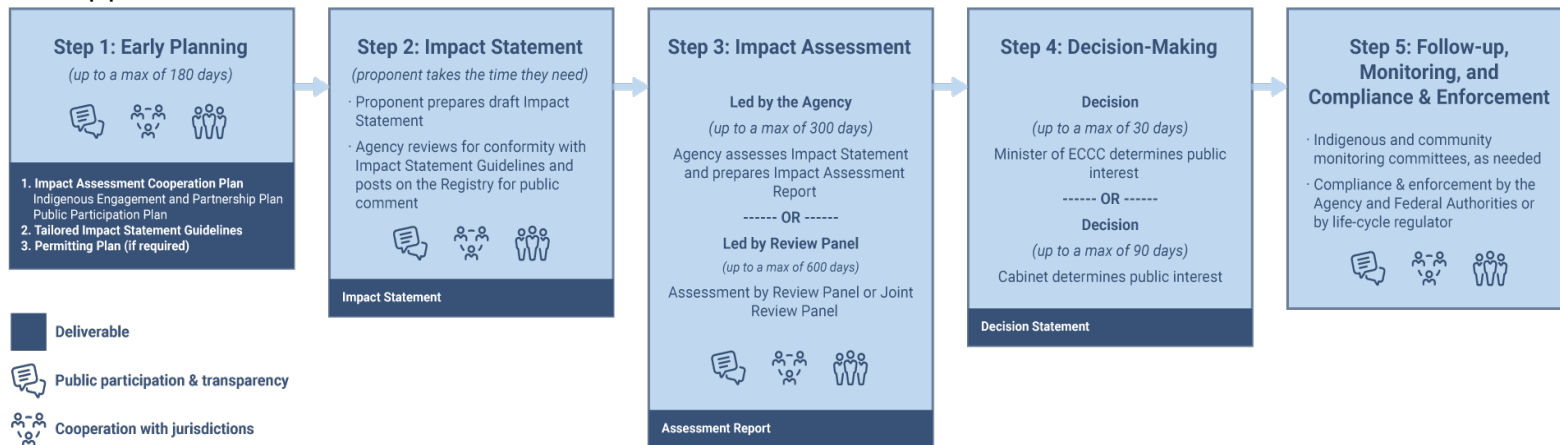 Step 1: Early Planning
(up to a max of 180 days)
1. Impact Assessment Cooperation Plan
Indigenous Engagement and Partnership Plan
Public Participation Plan
2. Tailored Impact Statement Guidelines
3. Permitting Plan (if required)
Step 2: Impact Statement
(proponent takes the time they need)
· Proponent prepares draft Impact
Statement
· Agency reviews for conformity with
Impact Statement Guidelines and
posts on the Registry for public
comment
Impact Statement
Step 3: Impact Assessment
Led by the Agency
(up to a max of 300 days)
Agency assesses Impact Statement
and prepares Impact Assessment
Report
------ OR ------
Led by Review Panel
(up to a max of 600 days)
Assessment by Review Panel or Joint
Review Panel
Assessment Report
Step 4: Decision-Making
Decision
(up to a max of 30 days)
Minister of ECCC determines public
interest
------ OR ------
Decision
(up to a max of 90 days)
Cabinet determines public interest
Decision Statement
Step 5: Follow-up,
Monitoring, and
Compliance & Enforcement
· Indigenous and community
monitoring committees, as needed
· Compliance & enforcement by the
Agency and Federal Authorities or
by life-cycle regulator
Deliverable
Public participation & transparency
Cooperation with jurisdictions